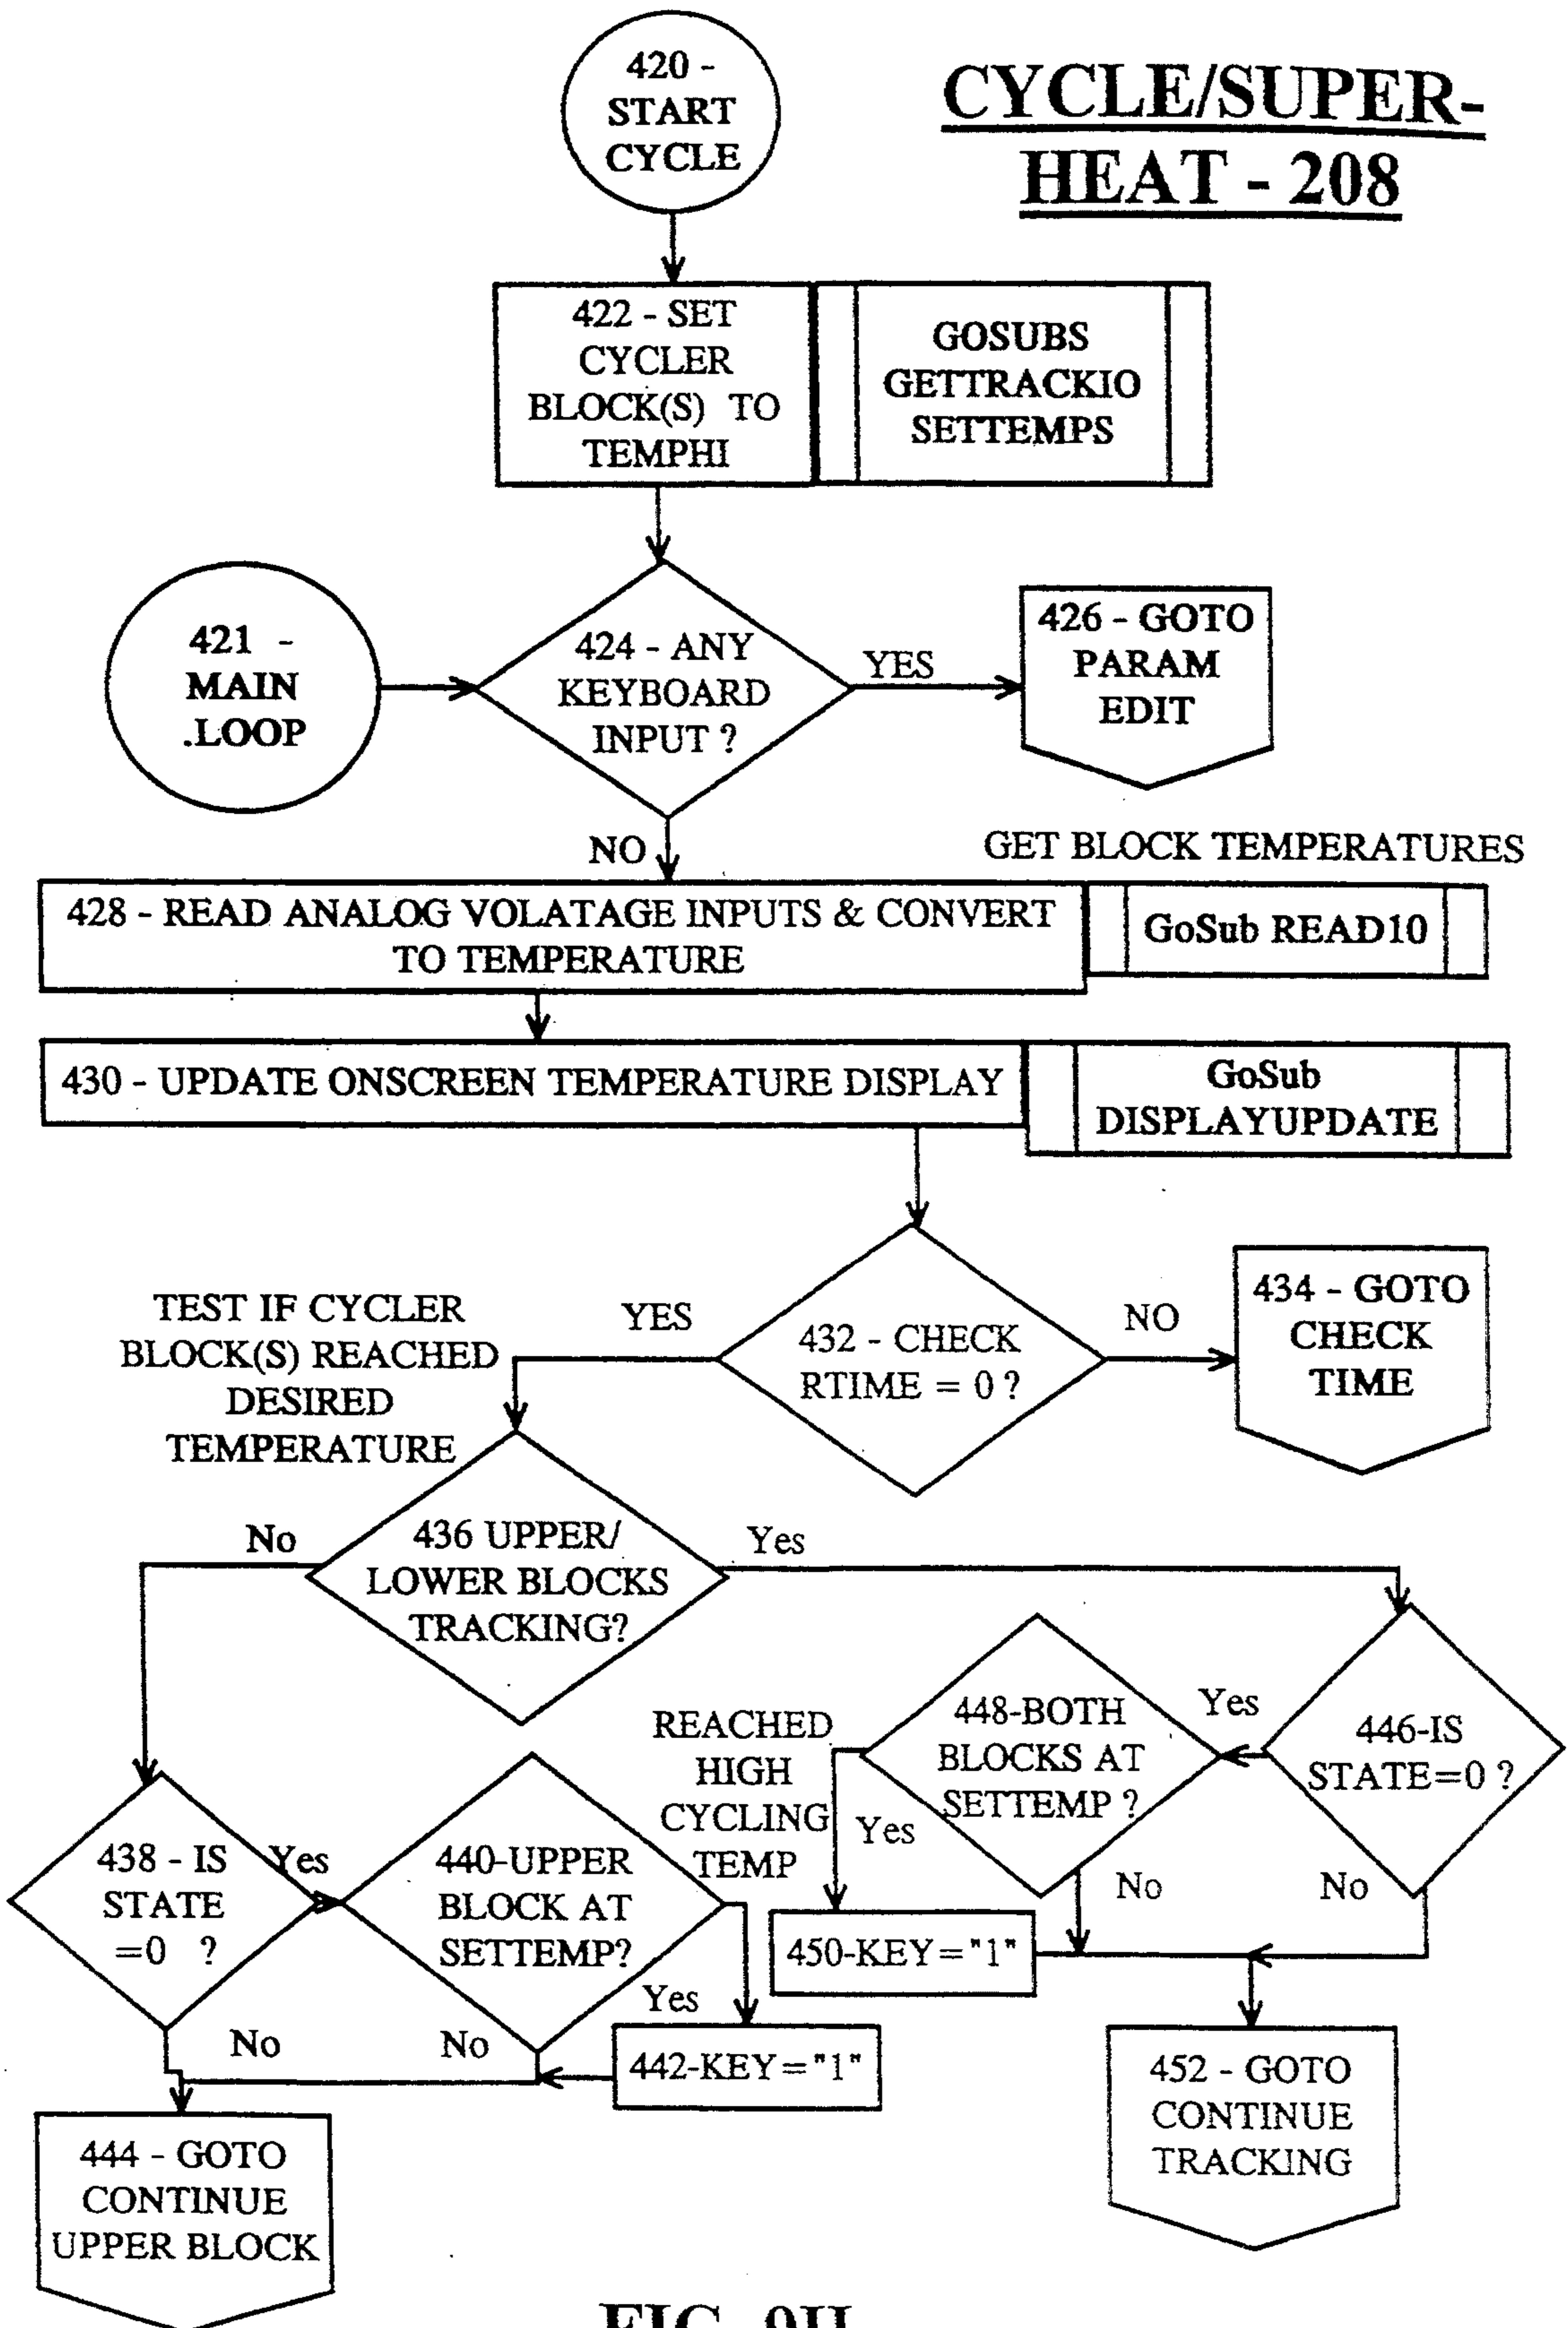 420 -
START
CYCLE
CYCLE/SUPER-
HEAT - 208
422 - SET
CYCLER
BLOCK(S) TO
TEMPHI
GOSUBS
GETTRACKIO
SETTEMPS
421 -
MAIN
.LOOP
424 - ANY
KEYBOARD
INPUT ?
YES
426 - GOTO
PARAM
EDIT
NO
GET BLOCK TEMPERATURES
428 - READ ANALOG VOLATAGE INPUTS & CONVERT
TO TEMPERATURE
GoSub READ10
430 - UPDATE ONSCREEN TEMPERATURE DISPLAY
GoSub
DISPLAYUPDATE
TEST IF CYCLER
BLOCK(S) REACHED
DESIRED
TEMPERATURE
YES
432 - CHECK
RTIME = 0 ?
NO
434 - GOTO
CHECK
TIME
No
436 UPPER/
LOWER BLOCKS
TRACKING?
Yes
438 - IS
STATE
=0 ?
Yes
440-UPPER
BLOCK AT
SETTEMP?
REACHED
HIGH
CYCLING
TEMP
Yes
448-BOTH
BLOCKS AT
SETTEMP ?
Yes
446-IS
STATE=0 ?
No
No
450-KEY="1"
No
No
Yes
442-KEY="1"
444 - GOTO
CONTINUE
UPPER BLOCK
452 - GOTO
CONTINUE
TRACKING